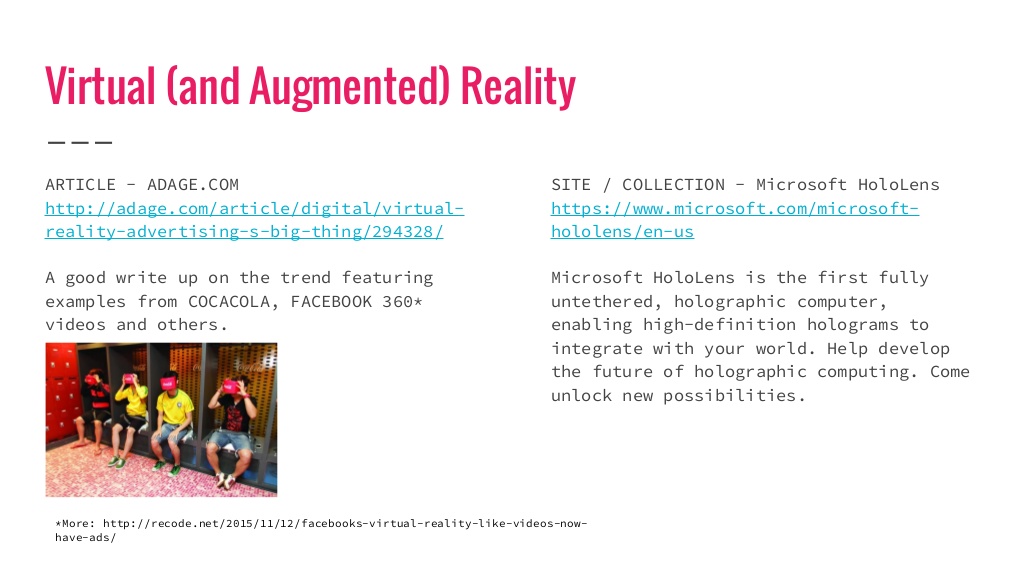 Virtual (and Augmented) Reality
ARTICLE - ADAGE.COM
http://adage.com/article/digital/virtual-
reality-advertising-s-big-thing/294328/
A good write up on the trend featuring
examples from COCACOLA, FACEBOOK 360*
videos and others.
SITE / COLLECTION - Microsoft HoloLens
https://www.microsoft.com/microsoft-
hololens/en-us
Microsoft HoloLens is the first fully
untethered, holographic computer,
enabling high-definition holograms to
integrate with your world. Help develop
the future of holographic computing. Come
unlock new possibilities.
*More: http://recode.net/2015/11/12/facebooks-virtual-reality-like-videos-now-
have-ads/